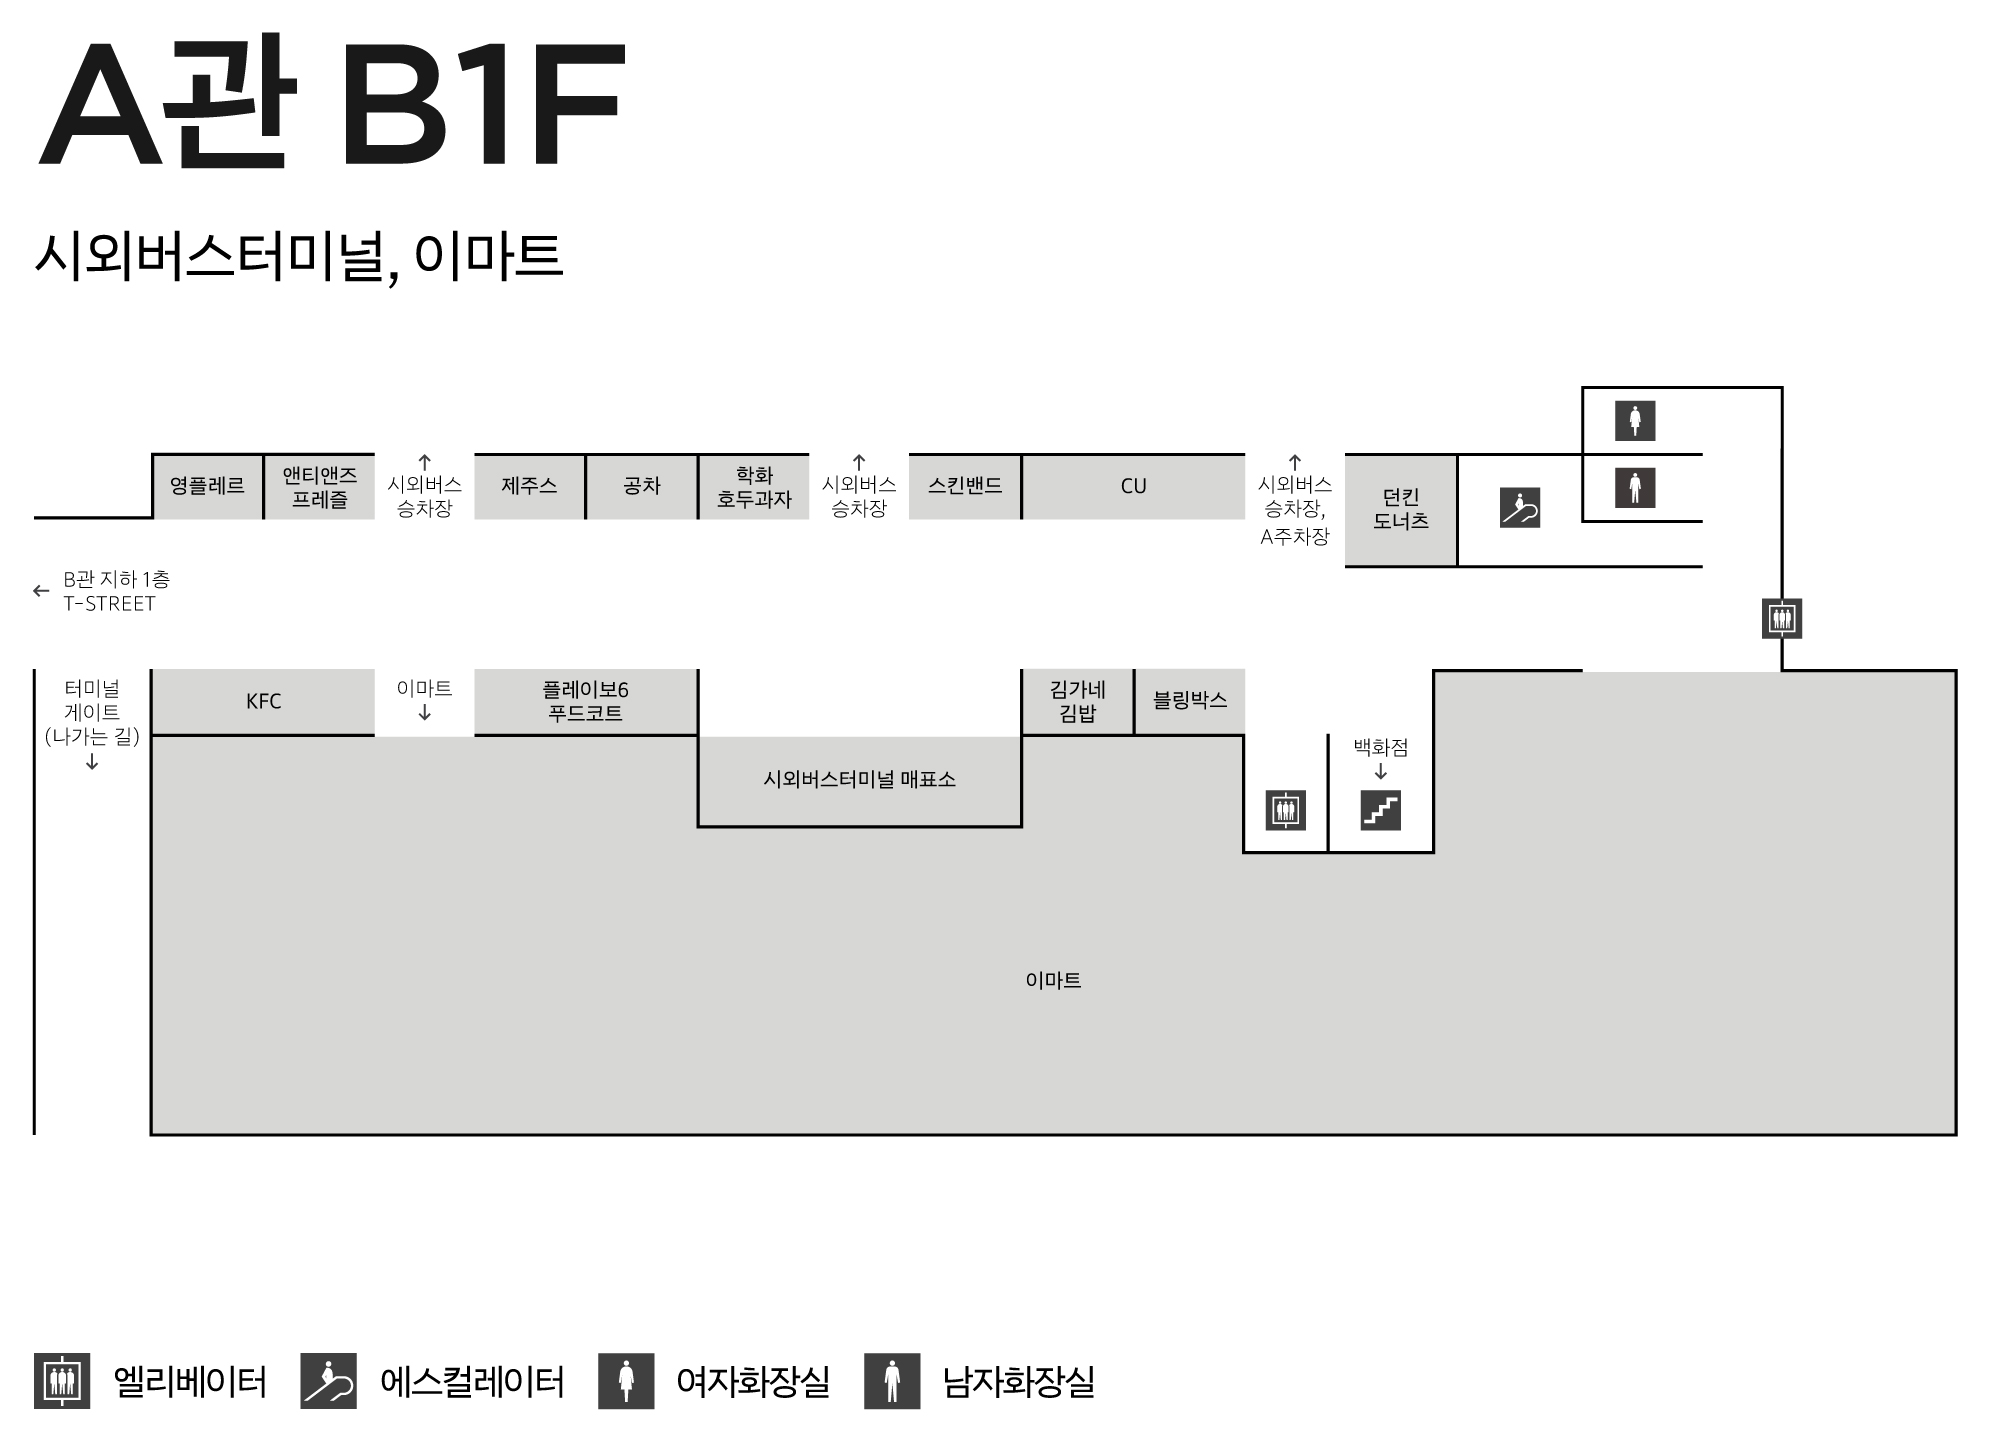 A관 B1F
시외버스터미널, 이마트
영플레르
앤티앤즈
프레즐
시외버스
승차장
제주스
공차
학화
호두과자
시외버스
승차장
스킨밴드
CU
시외버스
승차장,
A주차장
던킨
도너츠
B관 지하 1층
T-STREET
터미널
게이트
(나가는 길)
KFC
이마트
플레이보6
푸드코트
시외버스터미널 매표소
김가네
김밥
블링박스
백화점
이마트
엘리베이터
에스컬레이터
여자화장실
남자화장실